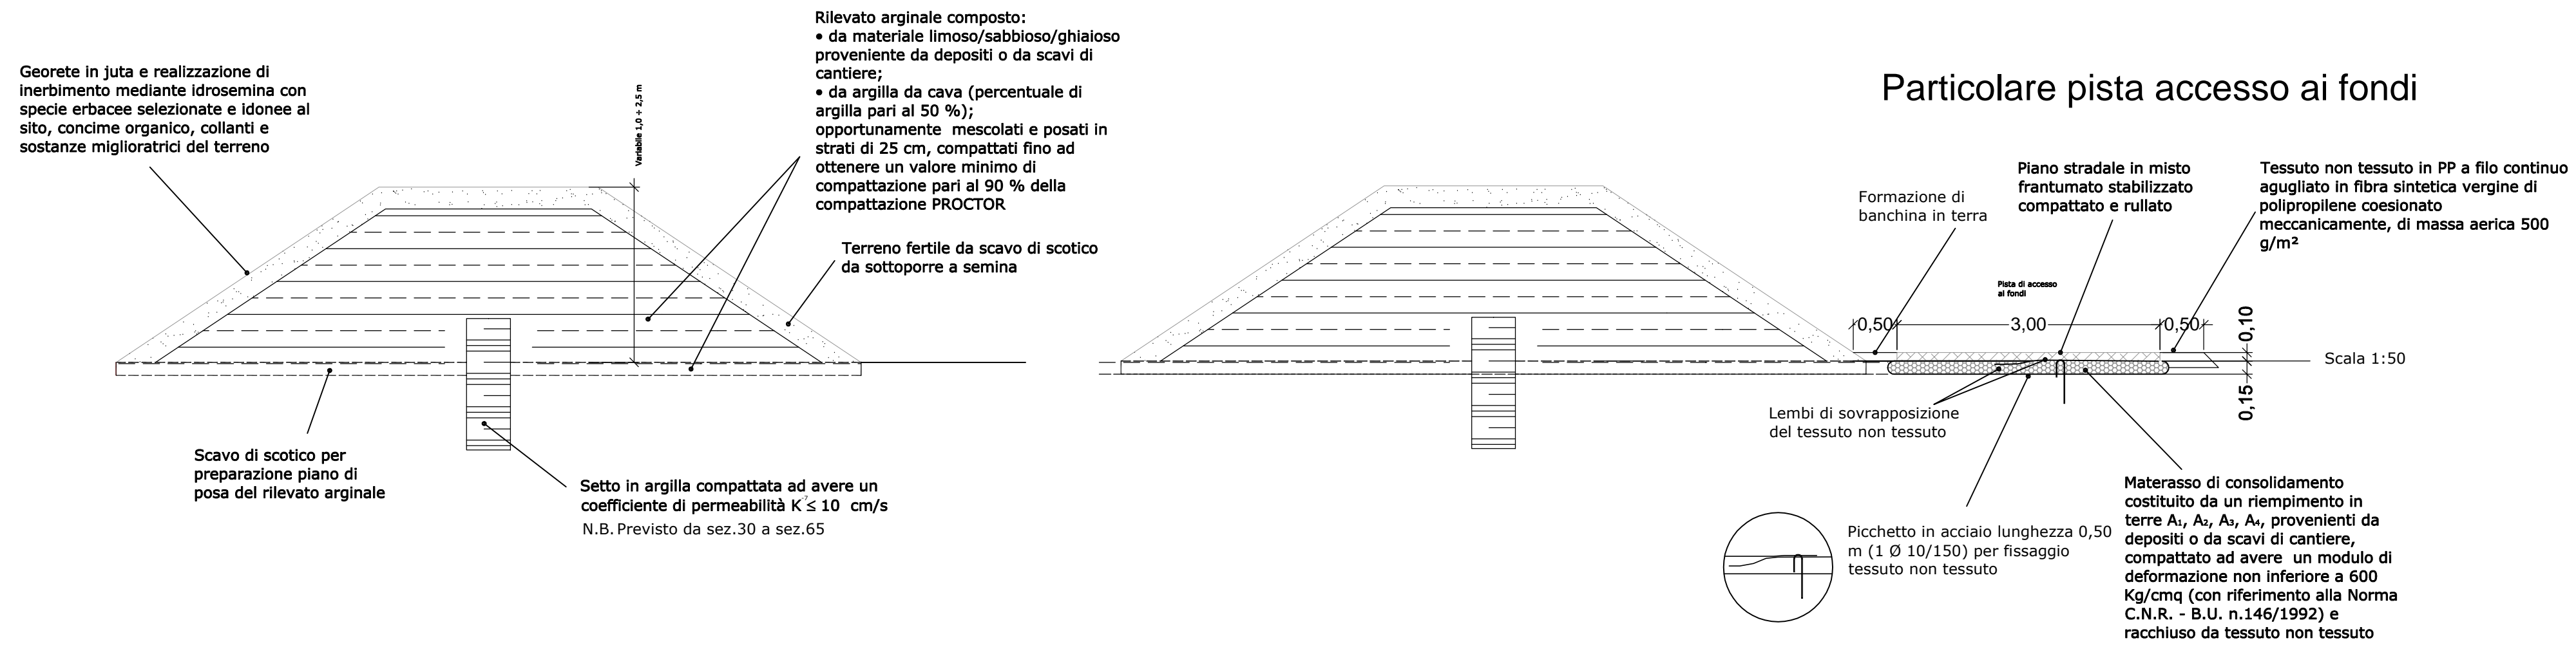 Georete in juta e realizzazione di
inerbimento mediante idrosemina con
specie erbacee selezionate e idonee al
sito, concime organico, collanti e
sostanze miglioratrici del terreno
Variabile 1,0 ÷ 2,5 m
Rilevato arginale composto:
• da materiale limoso/sabbioso/ghiaioso
proveniente da depositi o da scavi di
cantiere;
• da argilla da cava (percentuale di
argilla pari al 50 %);
opportunamente mescolati e posati in
strati di 25 cm, compattati fino ad
ottenere un valore minimo di
compattazione pari al 90 % della
compattazione PROCTOR
Terreno fertile da scavo di scotico
da sottoporre a semina
Scavo di scotico per
preparazione piano di
posa del rilevato arginale
Setto in argilla compattata ad avere un
coefficiente di permeabilità K ≤ 10⁻⁷ cm/s
N.B. Previsto da sez.30 a sez.65
Particolare pista accesso ai fondi
Formazione di
banchina in terra
Piano stradale in misto
frantumato stabilizzato
compattato e rullato
Tessuto non tessuto in PP a filo continuo
agugliato in fibra sintetica vergine di
polipropilene coesionato
meccanicamente, di massa aerica 500
g/m²
Pista di accesso
ai fondi
0,50
3,00
0,50
0,10
0,15
Scala 1:50
Lembi di sovrapposizione
del tessuto non tessuto
Picchetto in acciaio lunghezza 0,50
m (1 Ø 10/150) per fissaggio
tessuto non tessuto
Materasso di consolidamento
costituito da un riempimento in
terre A₁, A₂, A₃, A₄, provenienti da
depositi o da scavi di cantiere,
compattato ad avere un modulo di
deformazione non inferiore a 600
Kg/cmq (con riferimento alla Norma
C.N.R. - B.U. n.146/1992) e
racchiuso da tessuto non tessuto